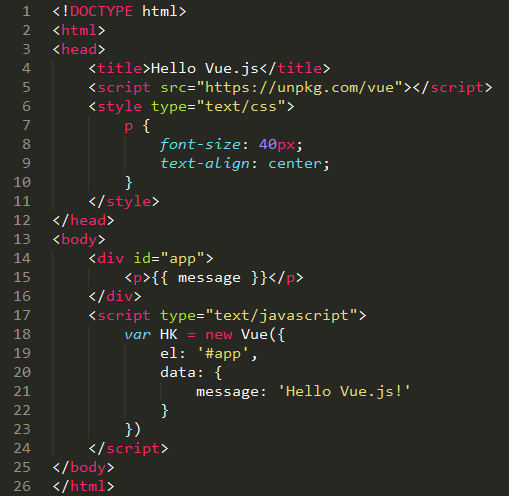 1 <!DOCTYPE html>
2 <html>
3 <head>
4     <title>Hello Vue.js</title>
5     <script src="https://unpkg.com/vue"></script>
6     <style type="text/css">
7         p {
8             font-size: 40px;
9             text-align: center;
10         }
11     </style>
12 </head>
13 <body>
14     <div id="app">
15         <p>{{ message }}</p>
16     </div>
17     <script type="text/javascript">
18         var HK = new Vue({
19             el: '#app',
20             data: {
21                 message: 'Hello Vue.js!'
22             }
23         })
24     </script>
25 </body>
26 </html>